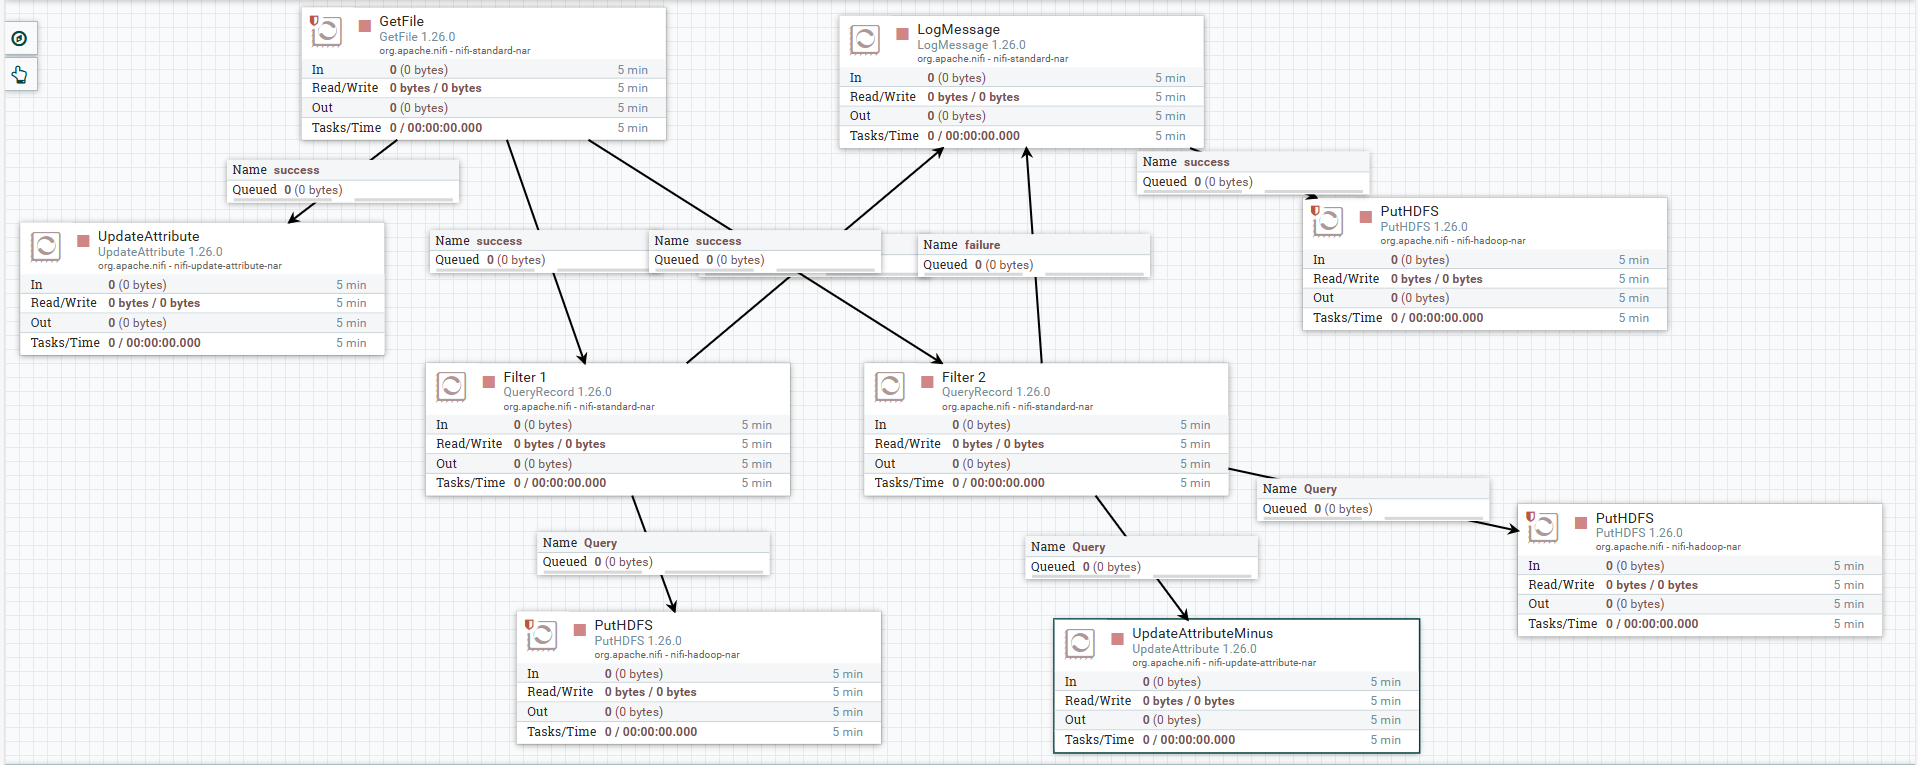 GetFile
GetFile 1.26.0
org.apache.nifi - nifi-standard-nar
In 0 (0 bytes) 5 min
Read/Write 0 bytes / 0 bytes 5 min
Out 0 (0 bytes) 5 min
Tasks/Time 0 / 00:00:00.000 5 min
LogMessage
LogMessage 1.26.0
org.apache.nifi - nifi-standard-nar
In 0 (0 bytes) 5 min
Read/Write 0 bytes / 0 bytes 5 min
Out 0 (0 bytes) 5 min
Tasks/Time 0 / 00:00:00.000 5 min
Name success
Queued 0 (0 bytes)
Name success
Queued 0 (0 bytes)
UpdateAttribute
UpdateAttribute 1.26.0
org.apache.nifi - nifi-update-attribute-nar
In 0 (0 bytes) 5 min
Read/Write 0 bytes / 0 bytes 5 min
Out 0 (0 bytes) 5 min
Tasks/Time 0 / 00:00:00.000 5 min
Name success
Queued 0 (0 bytes)
Name success
Queued 0 (0 bytes)
Name failure
Queued 0 (0 bytes)
PutHDFS
PutHDFS 1.26.0
org.apache.nifi - nifi-hadoop-nar
In 0 (0 bytes) 5 min
Read/Write 0 bytes / 0 bytes 5 min
Out 0 (0 bytes) 5 min
Tasks/Time 0 / 00:00:00.000 5 min
Filter 1
QueryRecord 1.26.0
org.apache.nifi - nifi-standard-nar
In 0 (0 bytes) 5 min
Read/Write 0 bytes / 0 bytes 5 min
Out 0 (0 bytes) 5 min
Tasks/Time 0 / 00:00:00.000 5 min
Filter 2
QueryRecord 1.26.0
org.apache.nifi - nifi-standard-nar
In 0 (0 bytes) 5 min
Read/Write 0 bytes / 0 bytes 5 min
Out 0 (0 bytes) 5 min
Tasks/Time 0 / 00:00:00.000 5 min
Name Query
Queued 0 (0 bytes)
Name Query
Queued 0 (0 bytes)
Name Query
Queued 0 (0 bytes)
PutHDFS
PutHDFS 1.26.0
org.apache.nifi - nifi-hadoop-nar
In 0 (0 bytes) 5 min
Read/Write 0 bytes / 0 bytes 5 min
Out 0 (0 bytes) 5 min
Tasks/Time 0 / 00:00:00.000 5 min
PutHDFS
PutHDFS 1.26.0
org.apache.nifi - nifi-hadoop-nar
In 0 (0 bytes) 5 min
Read/Write 0 bytes / 0 bytes 5 min
Out 0 (0 bytes) 5 min
Tasks/Time 0 / 00:00:00.000 5 min
UpdateAttributeMinus
UpdateAttribute 1.26.0
org.apache.nifi - nifi-update-attribute-nar
In 0 (0 bytes) 5 min
Read/Write 0 bytes / 0 bytes 5 min
Out 0 (0 bytes) 5 min
Tasks/Time 0 / 00:00:00.000 5 min